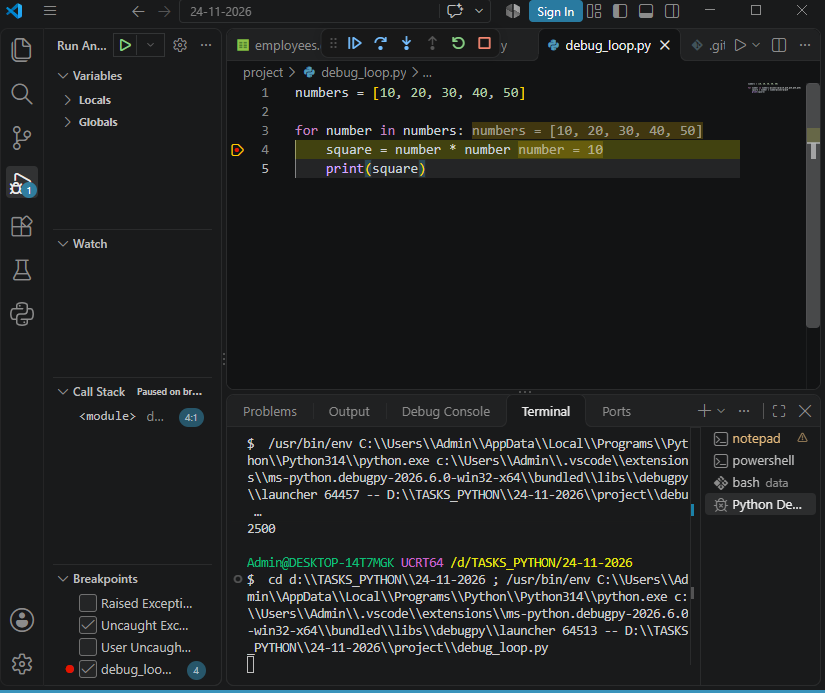 24-11-2026
Sign In
Run An...
employees.
y
debug_loop.py
.git
Variables
Locals
Globals
project > debug_loop.py > ...
1 numbers = [10, 20, 30, 40, 50]
2
3 for number in numbers: numbers = [10, 20, 30, 40, 50]
4 square = number * number number = 10
5 print(square)
1
Watch
Call Stack Paused on br...
<module> d... 4:1
Breakpoints
Raised Excepti...
Uncaught Exc...
User Uncaugh...
debug_loo... 4
Problems Output Debug Console Terminal Ports
$ /usr/bin/env C:\\Users\\Admin\\AppData\\Local\\Programs\\Pyt
hon\\Python314\\python.exe c:\\Users\\Admin\\.vscode\\extension
s\\ms-python.debugpy-2026.6.0-win32-x64\\bundled\\libs\\debugpy
\\launcher 64457 -- D:\\TASKS_PYTHON\\24-11-2026\\project\\debu
…
2500
Admin@DESKTOP-14T7MGK UCRT64 /d/TASKS_PYTHON/24-11-2026
$ cd d:\\TASKS_PYTHON\\24-11-2026 ; /usr/bin/env C:\\Users\\Ad
min\\AppData\\Local\\Programs\\Python\\Python314\\python.exe c:
\\Users\\Admin\\.vscode\\extensions\\ms-python.debugpy-2026.6.0
-win32-x64\\bundled\\libs\\debugpy\\launcher 64513 -- D:\\TASKS
_PYTHON\\24-11-2026\\project\\debug_loop.py
notepad
powershell
bash data
Python De...